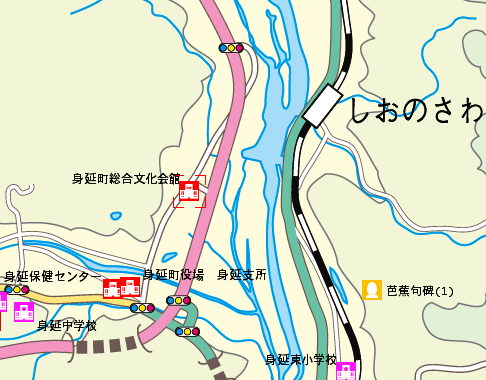 しおのさわ
身延町総合文化会館
身延保健センター
身延町役場　身延支所
芭蕉句碑(1)
身延中学校
身延東小学校